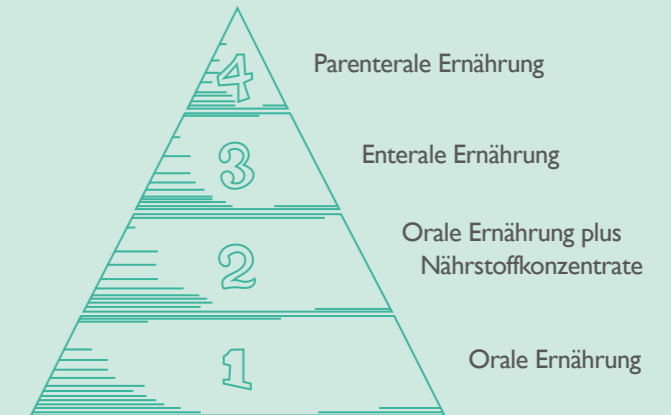 4
Parenterale Ernährung
3
Enterale Ernährung
2
Orale Ernährung plus
Nährstoffkonzentrate
1
Orale Ernährung